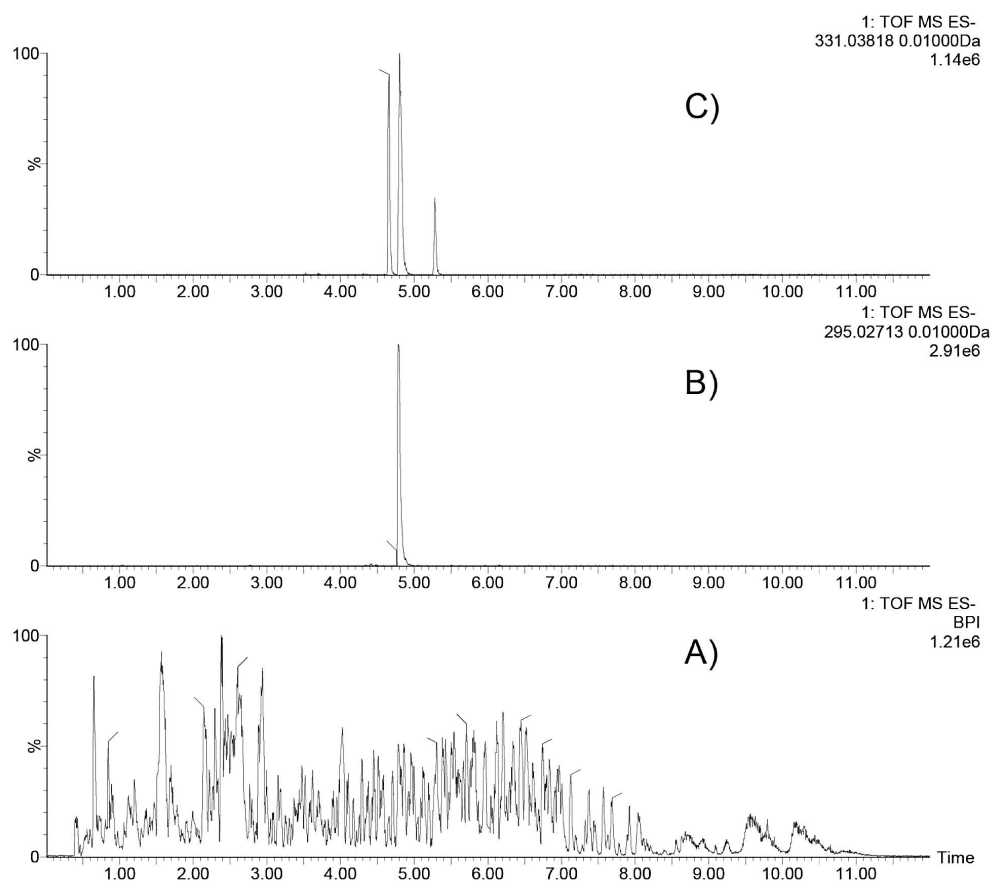 1: TOF MS ES-
331.03818 0.01000Da
1.14e6
100
C)
%
0
1.00 2.00 3.00 4.00 5.00 6.00 7.00 8.00 9.00 10.00 11.00
1: TOF MS ES-
295.02713 0.01000Da
2.91e6
100
B)
%
0
1.00 2.00 3.00 4.00 5.00 6.00 7.00 8.00 9.00 10.00 11.00
1: TOF MS ES-
BPI
1.21e6
100
A)
%
0
Time
1.00 2.00 3.00 4.00 5.00 6.00 7.00 8.00 9.00 10.00 11.00